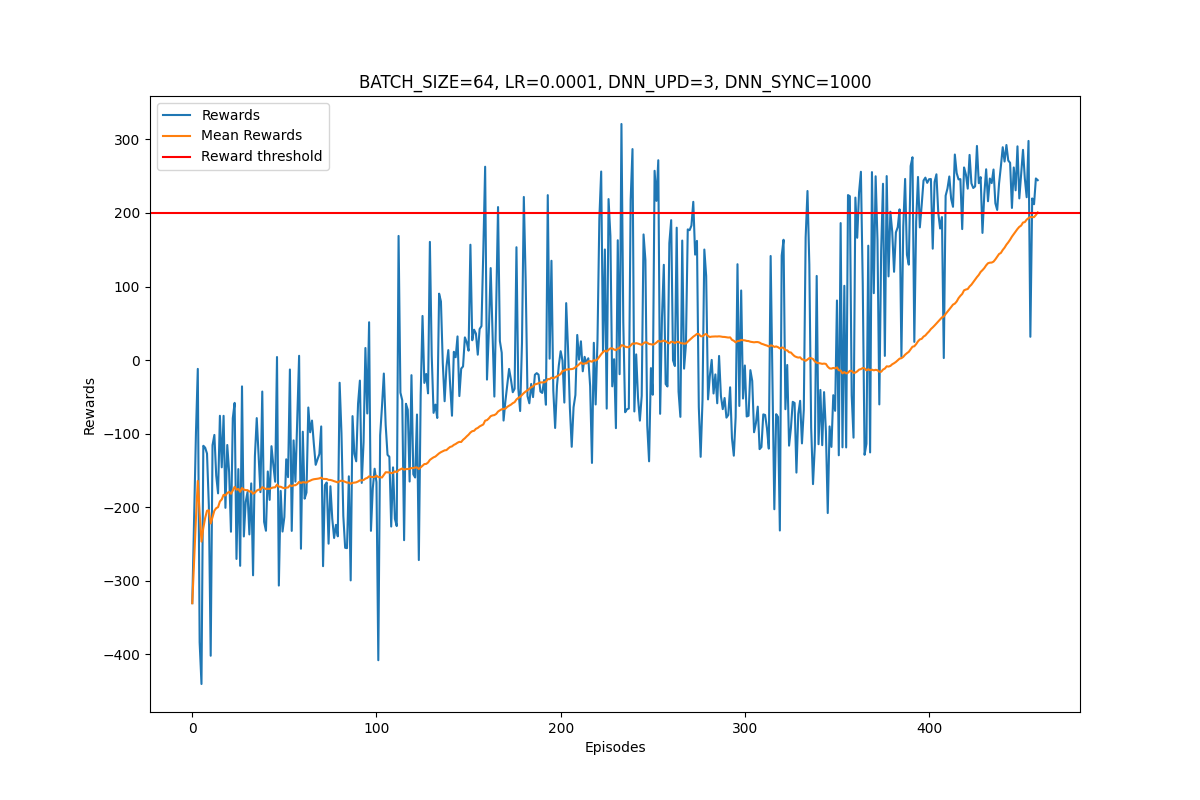 BATCH_SIZE=64, LR=0.0001, DNN_UPD=3, DNN_SYNC=1000
Rewards
Mean Rewards
Reward threshold
300
200
100
0
−100
−200
−300
−400
Rewards
0 100 200 300 400
Episodes